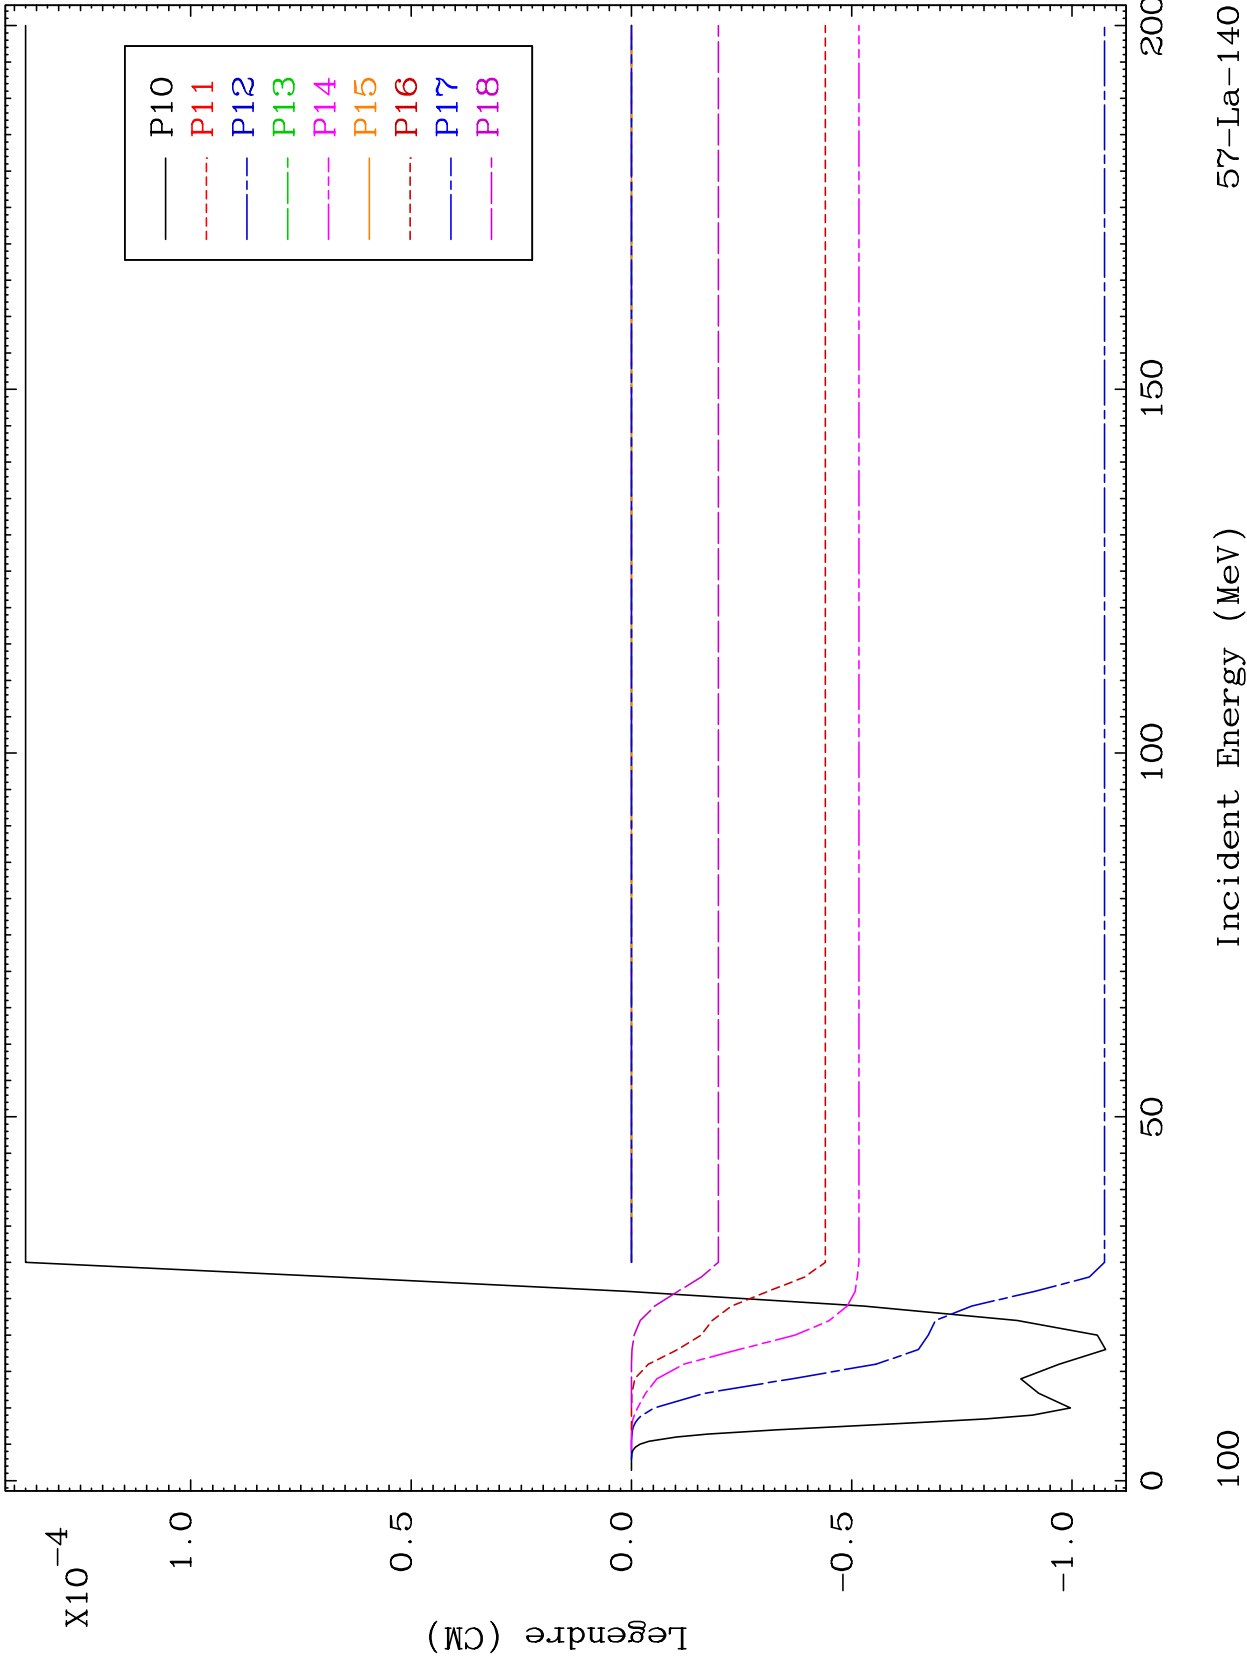 X10-4
1.0
0.5
0.0
-0.5
-1.0
Legendre (CM)
P10
P11
P12
P13
P14
P15
P16
P17
P18
0
50
100
150
200
Incident Energy (MeV)
100
57-La-140